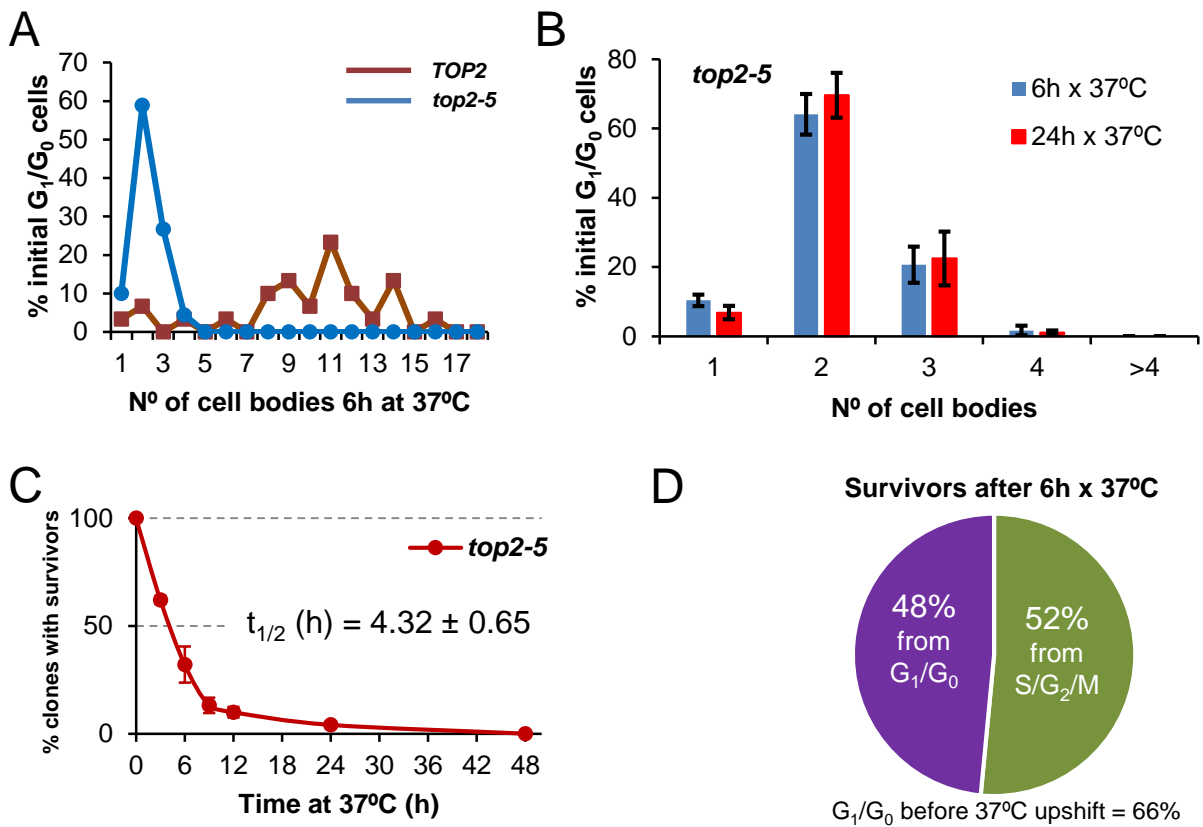 A
70
60
50
40
30
20
10
0
% initial G₁/G₀ cells
TOP2
top2-5
1 3 5 7 9 11 13 15 17
Nº of cell bodies 6h at 37ºC
B
80
60
40
20
0
% initial G₁/G₀ cells
top2-5
6h x 37ºC
24h x 37ºC
1 2 3 4 >4
Nº of cell bodies
C
100
50
0
% clones with survivors
top2-5
t₁/₂ (h) = 4.32 ± 0.65
0 6 12 18 24 30 36 42 48
Time at 37ºC (h)
D
Survivors after 6h x 37ºC
48%
from
G₁/G₀
52%
from
S/G₂/M
G₁/G₀ before 37ºC upshift = 66%